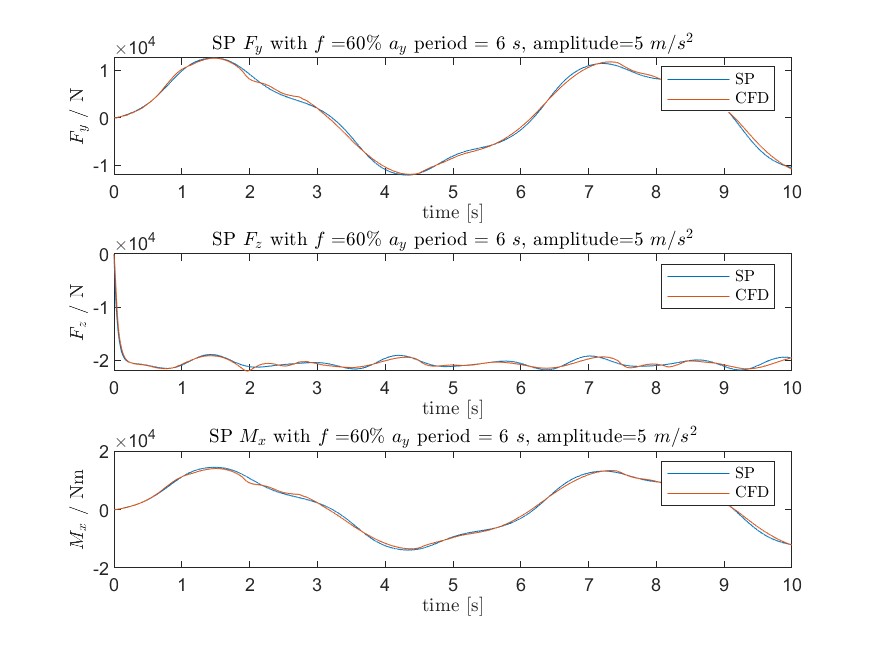 SP F_y with f =60% a_y period = 6 s, amplitude=5 m/s^2
×10^4
1
0
-1
F_y / N
SP
CFD
0 1 2 3 4 5 6 7 8 9 10
time [s]
SP F_z with f =60% a_y period = 6 s, amplitude=5 m/s^2
×10^4
0
-1
-2
F_z / N
SP
CFD
0 1 2 3 4 5 6 7 8 9 10
time [s]
SP M_x with f =60% a_y period = 6 s, amplitude=5 m/s^2
×10^4
2
0
-2
M_x / Nm
SP
CFD
0 1 2 3 4 5 6 7 8 9 10
time [s]